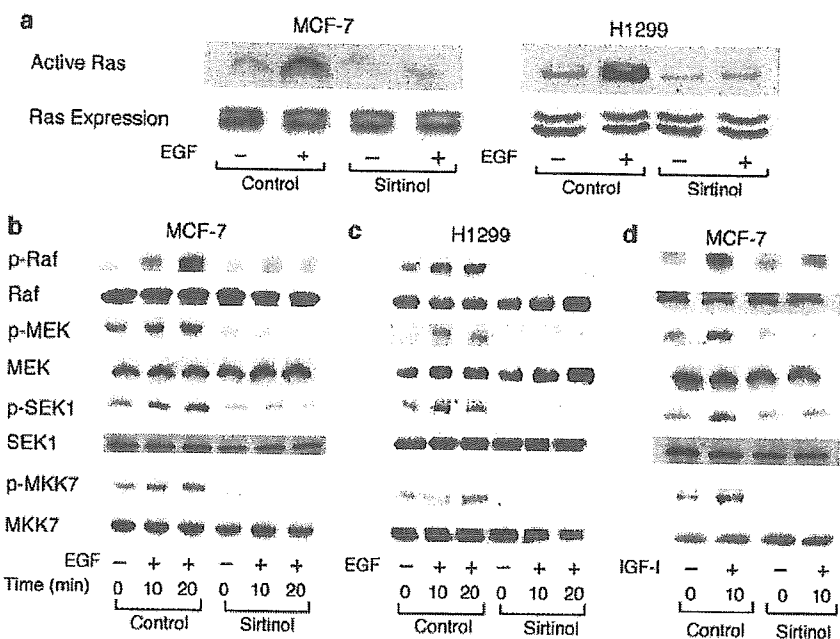 a
MCF-7
H1299
Active Ras
Ras Expression
EGF − + − +
EGF − + − +
Control Sirtinol
Control Sirtinol
b
MCF-7
c
H1299
d
MCF-7
p-Raf
Raf
p-MEK
MEK
p-SEK1
SEK1
p-MKK7
MKK7
EGF − + + − + +
EGF − + + − + +
IGF-I − + − +
Time (min) 0 10 20 0 10 20
0 10 20 0 10 20
0 10 0 10
Control Sirtinol
Control Sirtinol
Control Sirtinol